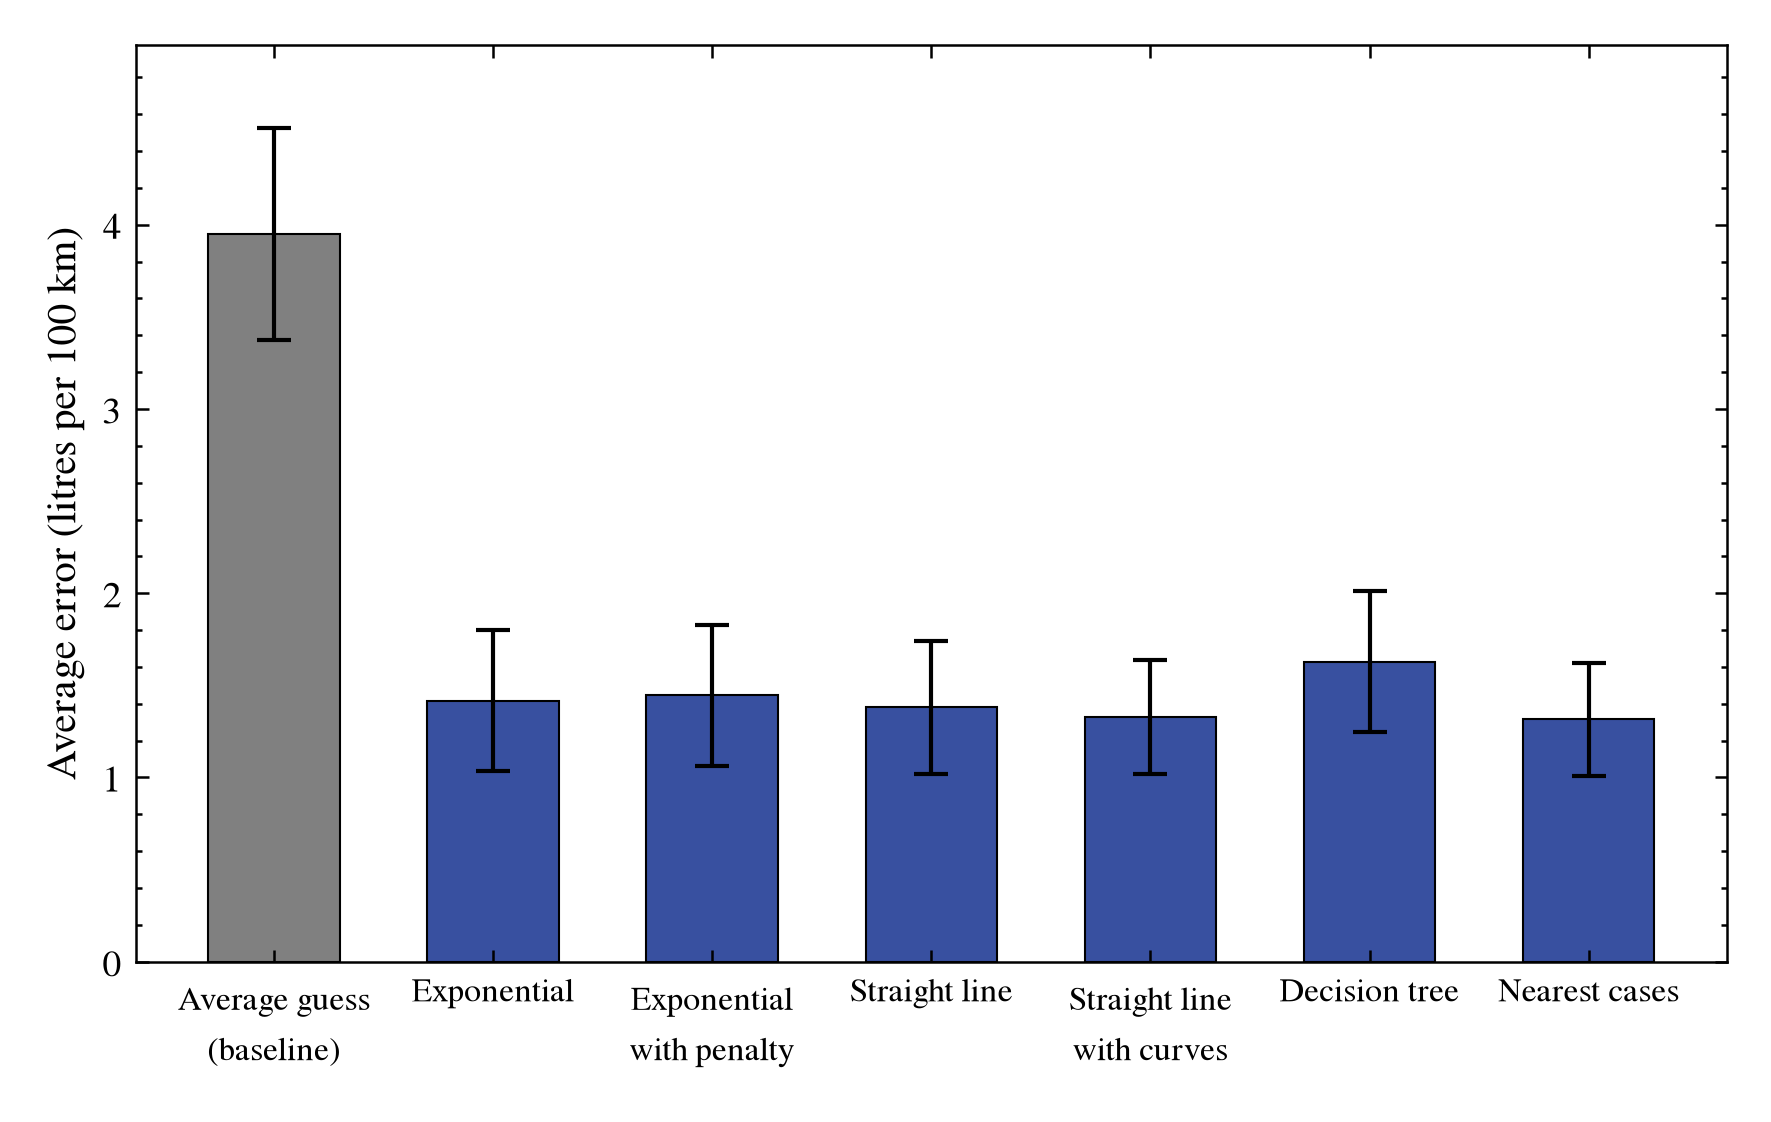 Average error (litres per 100 km)
4
3
2
1
0
Average guess
(baseline)
Exponential
Exponential
with penalty
Straight line
Straight line
with curves
Decision tree
Nearest cases